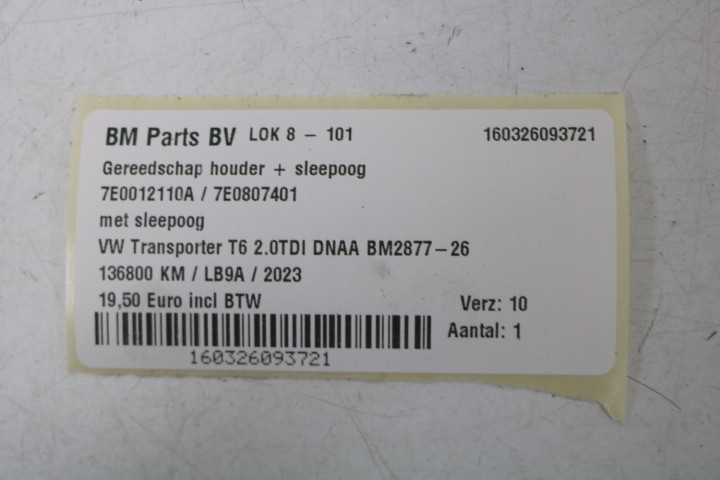 BM Parts BV LOK 8 - 101 160326093721
Gereedschap houder + sleepoog
7E0012110A / 7E0807401
met sleepoog
VW Transporter T6 2.0TDI DNAA BM2877-26
136800 KM / LB9A / 2023
19,50 Euro incl BTW Verz: 10
Aantal: 1
160326093721